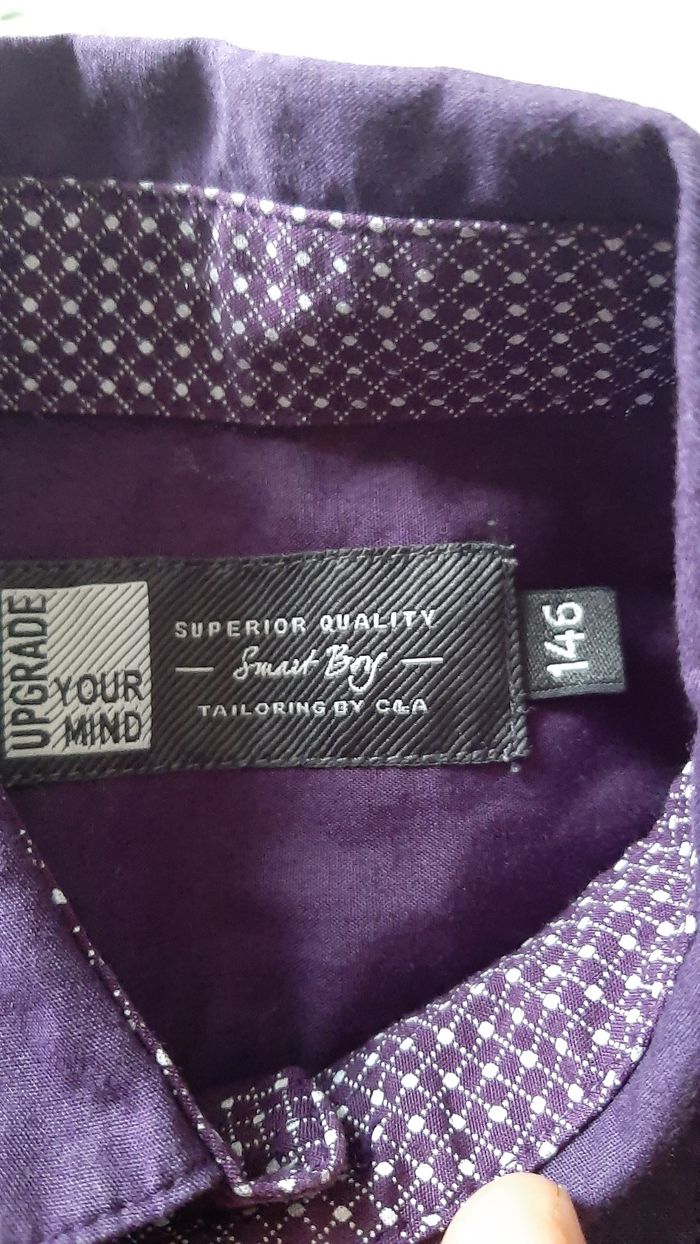 UPGRADE
YOUR
MIND
SUPERIOR QUALITY
Smart Boy
TAILORING BY C&A
146